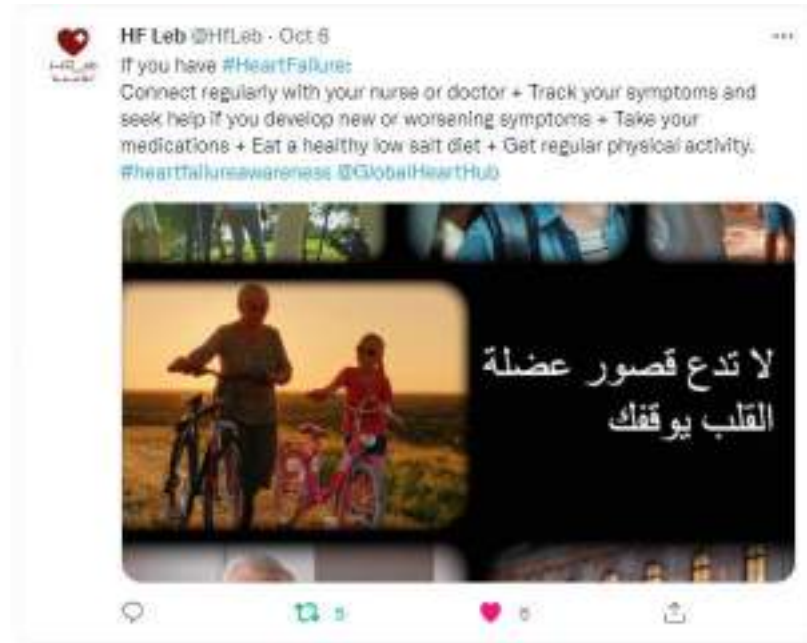 HF Leb @HfLeb · Oct 6
If you have #HeartFailure:
Connect regularly with your nurse or doctor + Track your symptoms and
seek help if you develop new or worsening symptoms + Take your
medications + Eat a healthy low salt diet + Get regular physical activity.
#heartfailureawareness @GlobalHeartHub
لا تدع قصور عضلة
القلب يوقفك
5